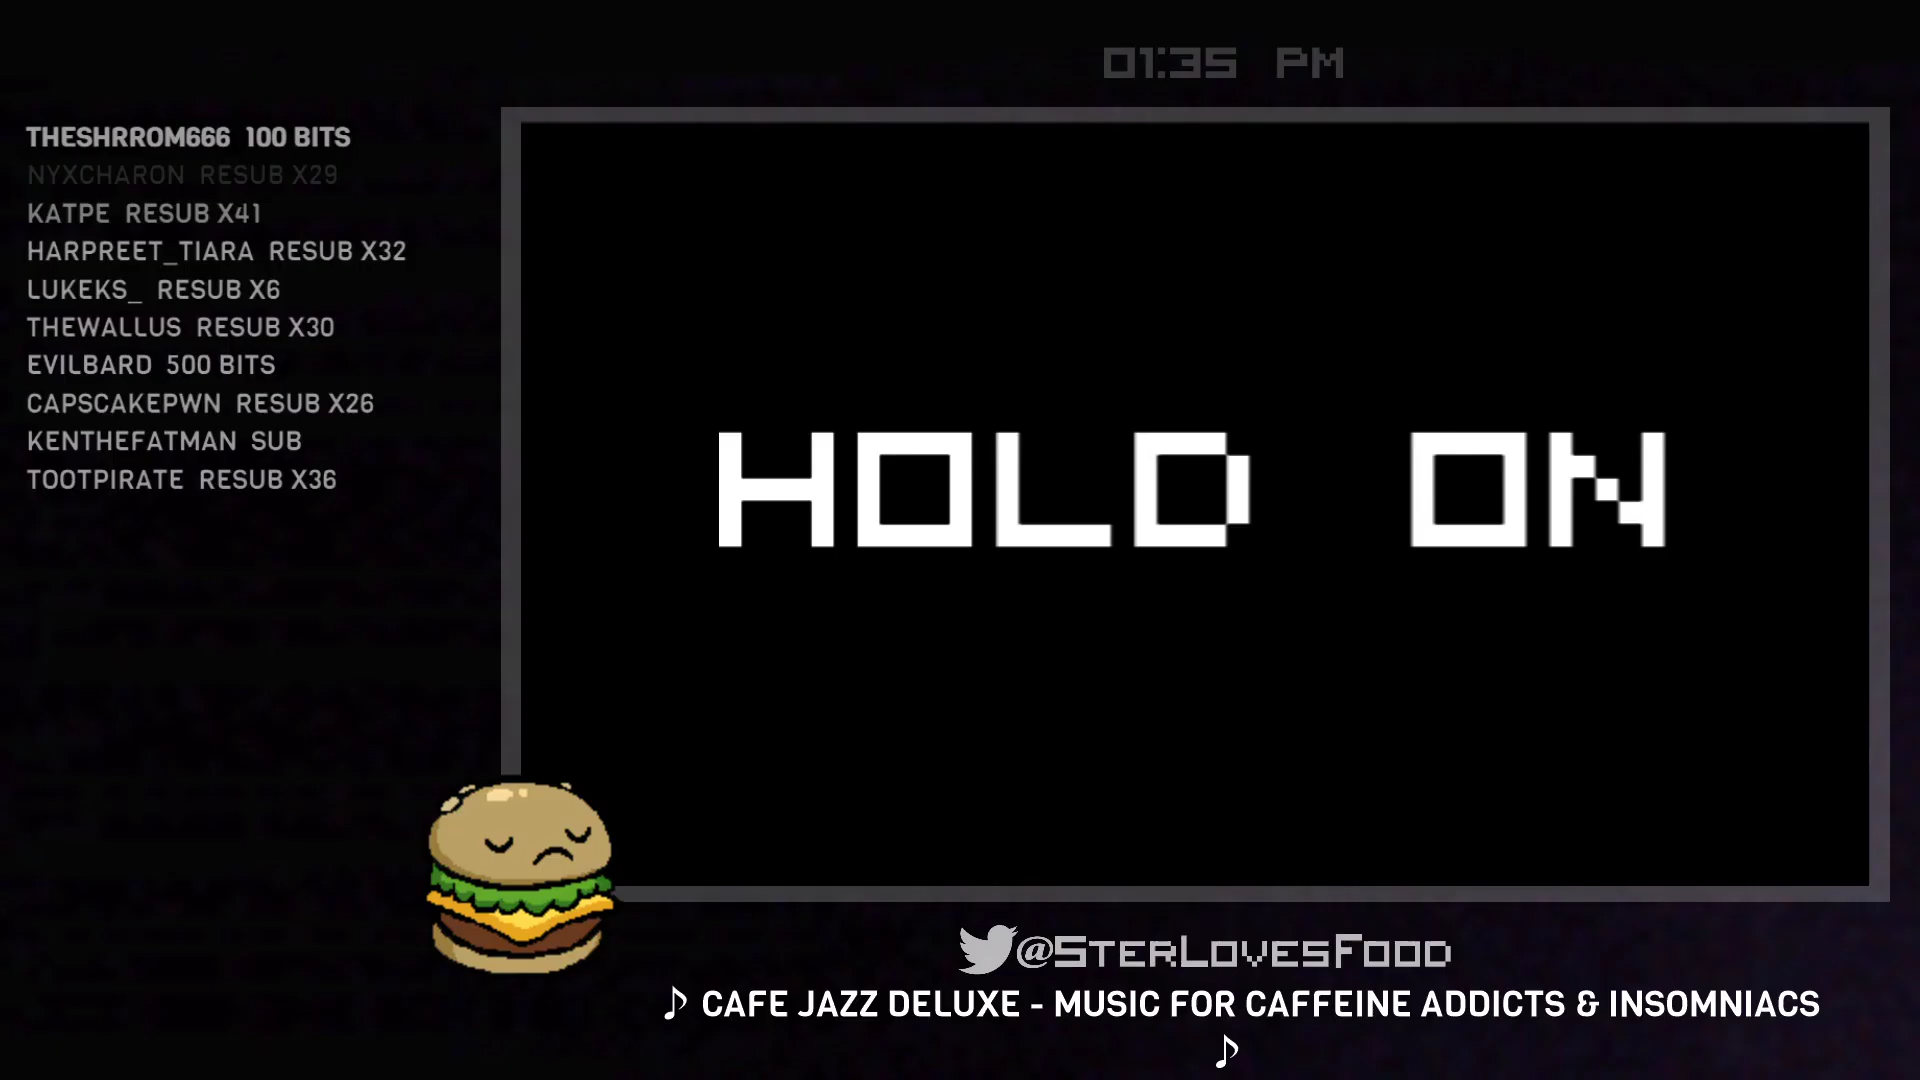 01:35 PM
THESHRROM666 100 BITS
NYXCHARON RESUB X29
KATPE RESUB X41
HARPREET_TIARA RESUB X32
LUKEKS_ RESUB X6
THEWALLUS RESUB X30
EVILBARD 500 BITS
CAPSCAKEPWN RESUB X26
KENTHEFATMAN SUB
TOOTPIRATE RESUB X36
HOLD ON
@SterLovesFood
♪ CAFE JAZZ DELUXE - MUSIC FOR CAFFEINE ADDICTS & INSOMNIACS
♪